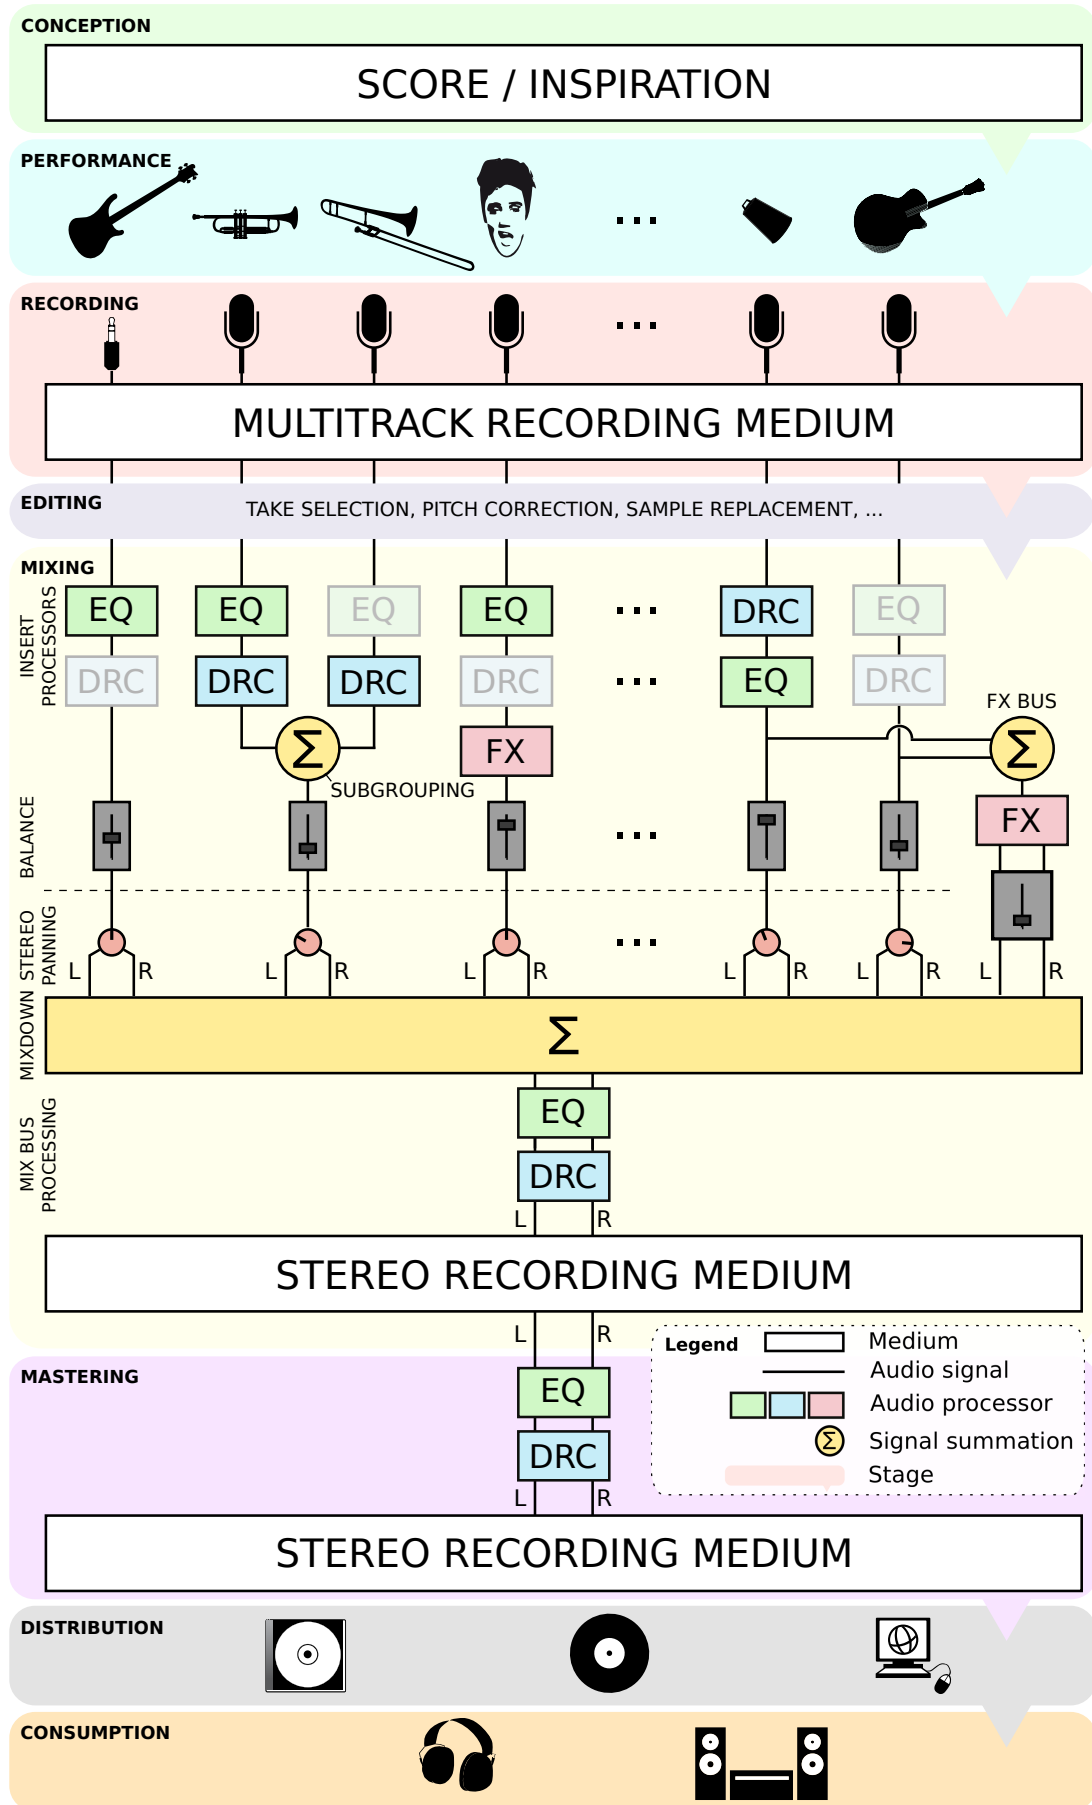 CONCEPTION
SCORE / INSPIRATION
PERFORMANCE
...
RECORDING
...
MULTITRACK RECORDING MEDIUM
EDITING
TAKE SELECTION, PITCH CORRECTION, SAMPLE REPLACEMENT, ...
MIXING
INSERT
PROCESSORS
EQ EQ EQ EQ ... DRC EQ
DRC DRC DRC DRC ... EQ DRC
FX BUS
Σ FX Σ
SUBGROUPING
BALANCE
... FX
STEREO
PANNING
...
L R L R L R L R L R L R
MIXDOWN
Σ
MIX BUS
PROCESSING
EQ
DRC
L R
STEREO RECORDING MEDIUM
L R
Legend
Medium
Audio signal
Audio processor
Σ Signal summation
Stage
MASTERING
EQ
DRC
L R
STEREO RECORDING MEDIUM
DISTRIBUTION
CONSUMPTION